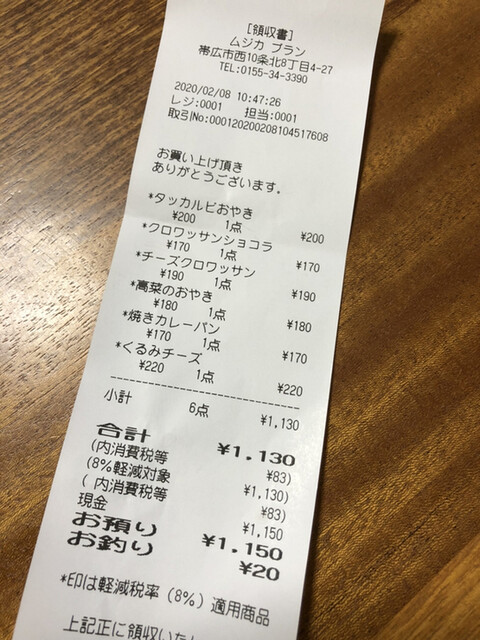 [領収書]
ムジカ プラン
帯広市西10条北8丁目4-27
TEL:0155-34-3390
2020/02/08 10:47:26
レジ:0001 担当:0001
取引No:000120200208104517608
お買い上げ頂き
ありがとうございます。
*タッカルビおやき
¥200 1点 ¥200
*クロワッサンショコラ
¥170 1点 ¥170
*チーズクロワッサン
¥190 1点 ¥190
*高菜のおやき
¥180 1点 ¥180
*焼きカレーパン
¥170 1点 ¥170
*くるみチーズ
¥220 1点 ¥220
小計 6点 ¥1,130
合計 ¥1,130
(内消費税等 ¥83)
(8%軽減対象 ¥1,130)
( 内消費税等 ¥83)
現金 ¥1,150
お預り ¥1,150
お釣り ¥20
*印は軽減税率(8%)適用商品
上記正に領収いた